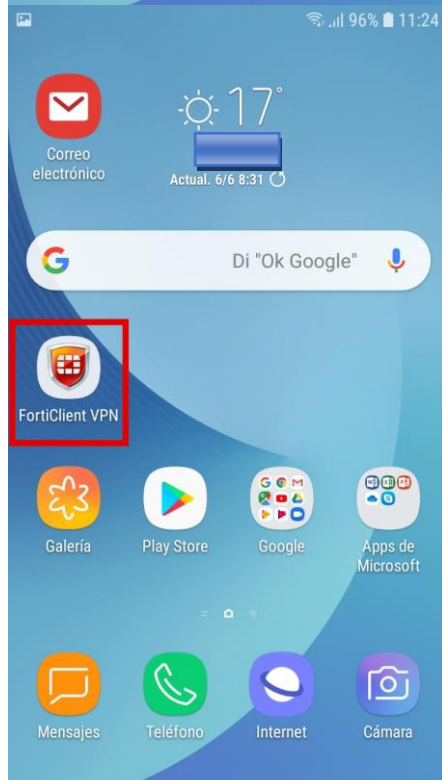 96% 11:24
17°
Correo
electrónico
Actual. 6/6 8:31
Di "Ok Google"
FortiClient VPN
Galería
Play Store
Google
Apps de
Microsoft
Mensajes
Teléfono
Internet
Cámara